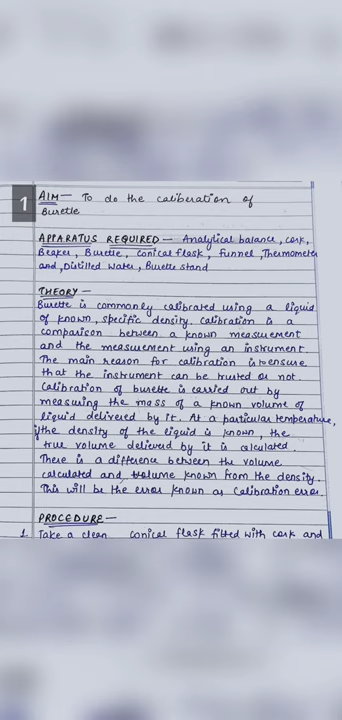 1
AIM — To do the caliberation of
Burette
APPARATUS REQUIRED — Analytical balance, cork,
Beaker, Burette, conical flask, Funnel, Thermometer
and, Distilled water, Burette stand
THEORY —
Burette is commonly calibrated using a liquid
of known, specific density. Calibration is a
comparison between a known measurement
and the measurement using an instrument.
The main reason for calibration is to ensure
that the instrument can be trusted or not.
Calibration of burette is carried out by
measuring the mass of a known volume of
liquid delivered by it. At a particular temperature,
if the density of the liquid is known, the
true volume delivered by it is calculated.
There is a difference between the volume
calculated and volume known from the density.
This will be the error known as Calibration error.
PROCEDURE —
1. Take a clean conical flask fitted with cork and